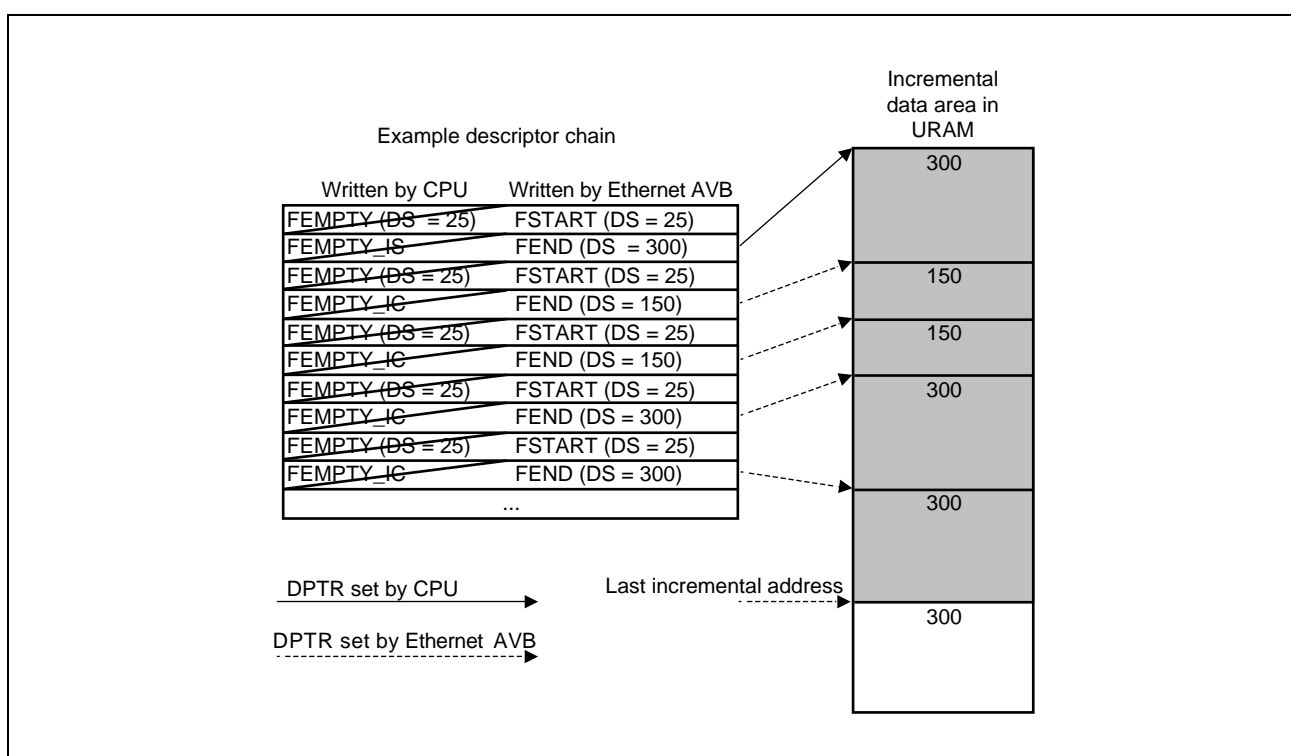 Incremental
data area in
URAM
Example descriptor chain
Written by CPU Written by Ethernet AVB
FEMPTY (DS = 25) FSTART (DS = 25)
FEMPTY_IS FEND (DS = 300)
FEMPTY (DS = 25) FSTART (DS = 25)
FEMPTY_IC FEND (DS = 150)
FEMPTY (DS = 25) FSTART (DS = 25)
FEMPTY_IC FEND (DS = 150)
FEMPTY (DS = 25) FSTART (DS = 25)
FEMPTY_IC FEND (DS = 300)
FEMPTY (DS = 25) FSTART (DS = 25)
FEMPTY_IC FEND (DS = 300)
...
300
150
150
300
300
300
DPTR set by CPU
Last incremental address
DPTR set by Ethernet AVB